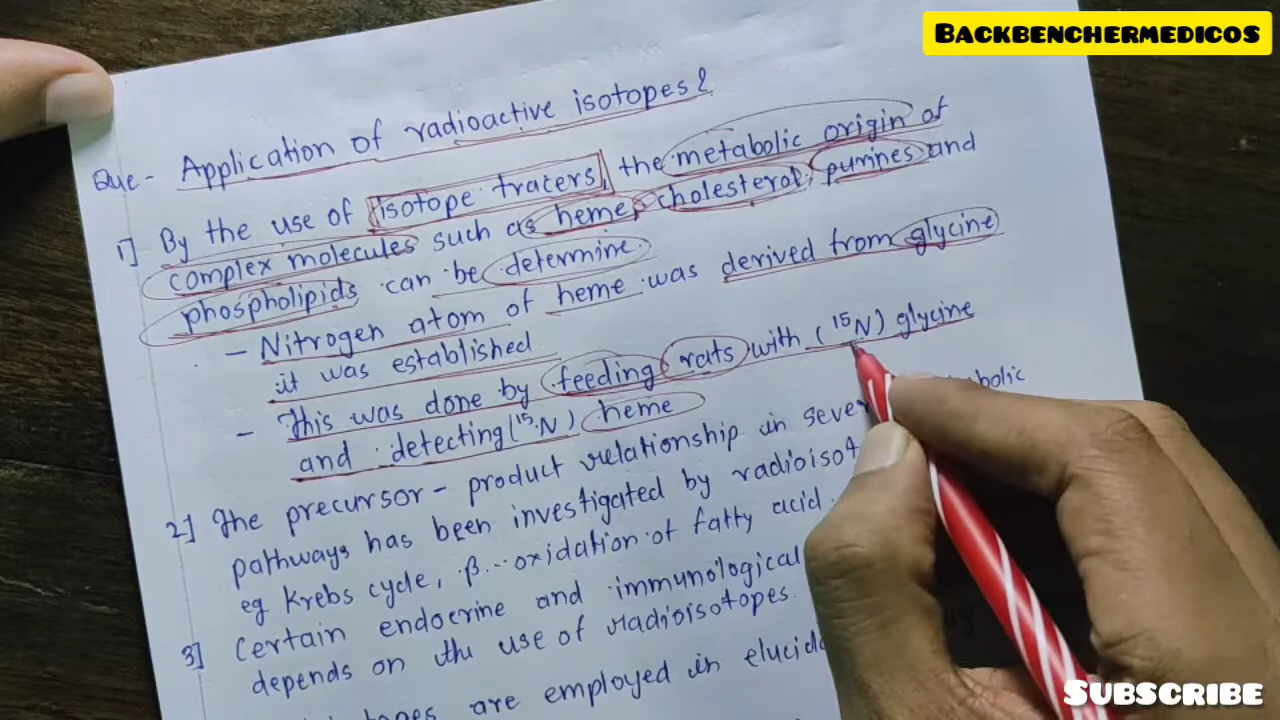 BACKBENCHERMEDICOS
Que - Application of radioactive isotopes?
1] By the use of isotope tracers, the metabolic origin of
complex molecules such as heme, cholesterol, purines and
phospholipids can be determine.
- Nitrogen atom of heme was derived from glycine
it was established.
- This was done by feeding rats with (15N) glycine
and detecting (15N) heme
2] The precursor - product relationship in
pathways has been investigated by
eg Krebs cycle, β-oxidation of fatty acid.
3] Certain endocrine and immunological
depends on the use of radioisotopes.
are employed in
SUBSCRIBE